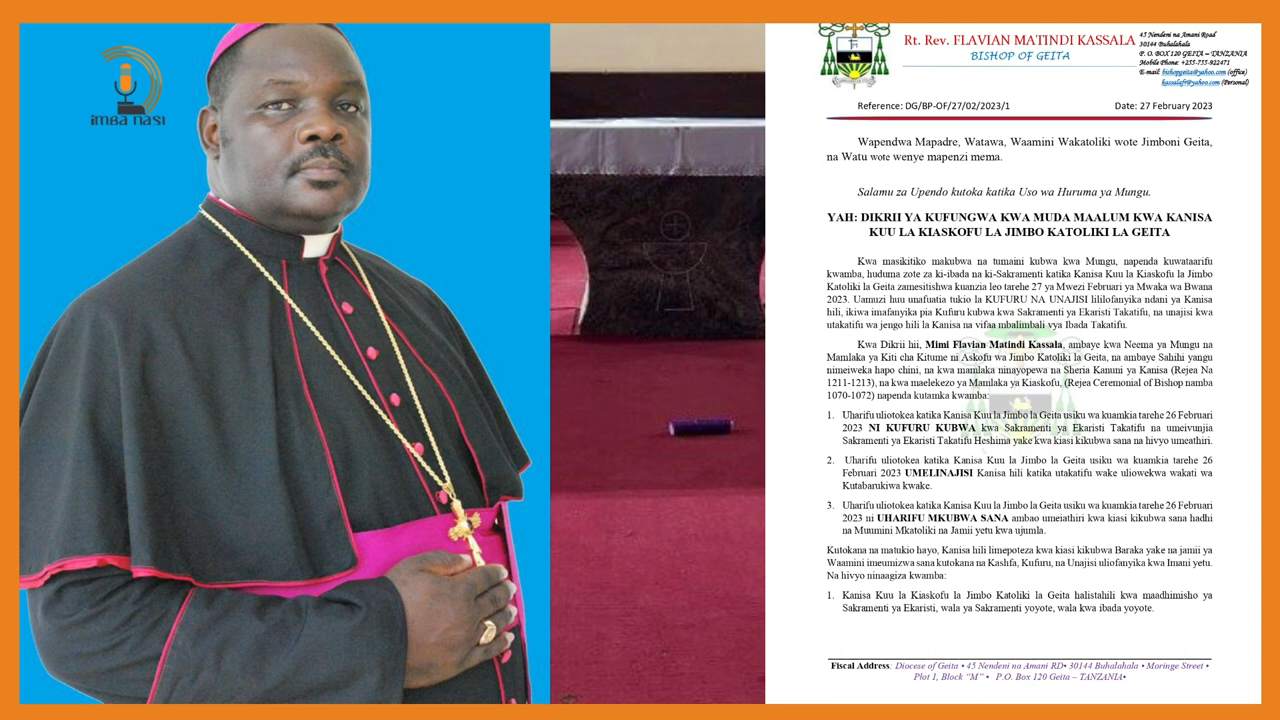 imBa nasi
Rt. Rev. FLAVIAN MATINDI KASSALA
BISHOP OF GEITA
45 Nendeni na Amani Road
30144 Buhalahala
P. O. BOX 120 GEITA – TANZANIA
Mobile Phone: +255-755-922471
E-mail: bishopgeita@yahoo.com (office)
kassalafr@yahoo.com (Personal)
Reference: DG/BP-OF/27/02/2023/1
Date: 27 February 2023
Wapendwa Mapadre, Watawa, Waamini Wakatoliki wote Jimboni Geita,
na Watu wote wenye mapenzi mema.
Salamu za Upendo kutoka katika Uso wa Huruma ya Mungu.
YAH: DIKRII YA KUFUNGWA KWA MUDA MAALUM KWA KANISA
KUU LA KIASKOFU LA JIMBO KATOLIKI LA GEITA
Kwa masikitiko makubwa na tumaini kubwa kwa Mungu, napenda kuwataarifu
kwamba, huduma zote za ki-ibada na ki-Sakramenti katika Kanisa Kuu la Kiaskofu la Jimbo
Katoliki la Geita zamesitishwa kuanzia leo tarehe 27 ya Mwezi Februari ya Mwaka wa Bwana
2023. Uamuzi huu unafuatia tukio la KUFURU NA UNAJISI lililofanyika ndani ya Kanisa
hili, ikiwa imafanyika pia Kufuru kubwa kwa Sakramenti ya Ekaristi Takatifu, na unajisi kwa
utakatifu wa jengo hili la Kanisa na vifaa mbalimbali vya Ibada Takatifu.
Kwa Dikrii hii, Mimi Flavian Matindi Kassala, ambaye kwa Neema ya Mungu na
Mamlaka ya Kiti cha Kitume ni Askofu wa Jimbo Katoliki la Geita, na ambaye Sahihi yangu
nimeiweka hapo chini, na kwa mamlaka ninayopewa na Sheria Kanuni ya Kanisa (Rejea Na
1211-1213), na kwa maelekezo ya Mamlaka ya Kiaskofu, (Rejea Ceremonial of Bishop namba
1070-1072) napenda kutamka kwamba:
1. Uharifu uliotokea katika Kanisa Kuu la Jimbo la Geita usiku wa kuamkia tarehe 26 Februari
2023 NI KUFURU KUBWA kwa Sakramenti ya Ekaristi Takatifu na umeivunjia
Sakramenti ya Ekaristi Takatifu Heshima yake kwa kiasi kikubwa sana na hivyo umeathiri.
2. Uharifu uliotokea katika Kanisa Kuu la Jimbo la Geita usiku wa kuamkia tarehe 26
Februari 2023 UMELINAJISI Kanisa hili katika utakatifu wake uliowekwa wakati wa
Kutabarukiwa kwake.
3. Uharifu uliotokea katika Kanisa Kuu la Jimbo la Geita usiku wa kuamkia tarehe 26 Februari
2023 ni UHARIFU MKUBWA SANA ambao umeiathiri kwa kiasi kikubwa sana hadhi
na Muumini Mkatoliki na Jamii yetu kwa ujumla.
Kutokana na matukio hayo, Kanisa hili limepoteza kwa kiasi kikubwa Baraka yake na jamii ya
Waamini imeumizwa sana kutokana na Kashfa, Kufuru, na Unajisi uliofanyika kwa Imani yetu.
Na hivyo ninaagiza kwamba:
1. Kanisa Kuu la Kiaskofu la Jimbo Katoliki la Geita halistahili kwa maadhimisho ya
Sakramenti ya Ekaristi, wala ya Sakramenti yoyote, wala kwa ibada yoyote.
Fiscal Address: Diocese of Geita • 45 Nendeni na Amani RD• 30144 Buhalahala • Moringe Street •
Plot 1, Block “M” • P.O. Box 120 Geita – TANZANIA•